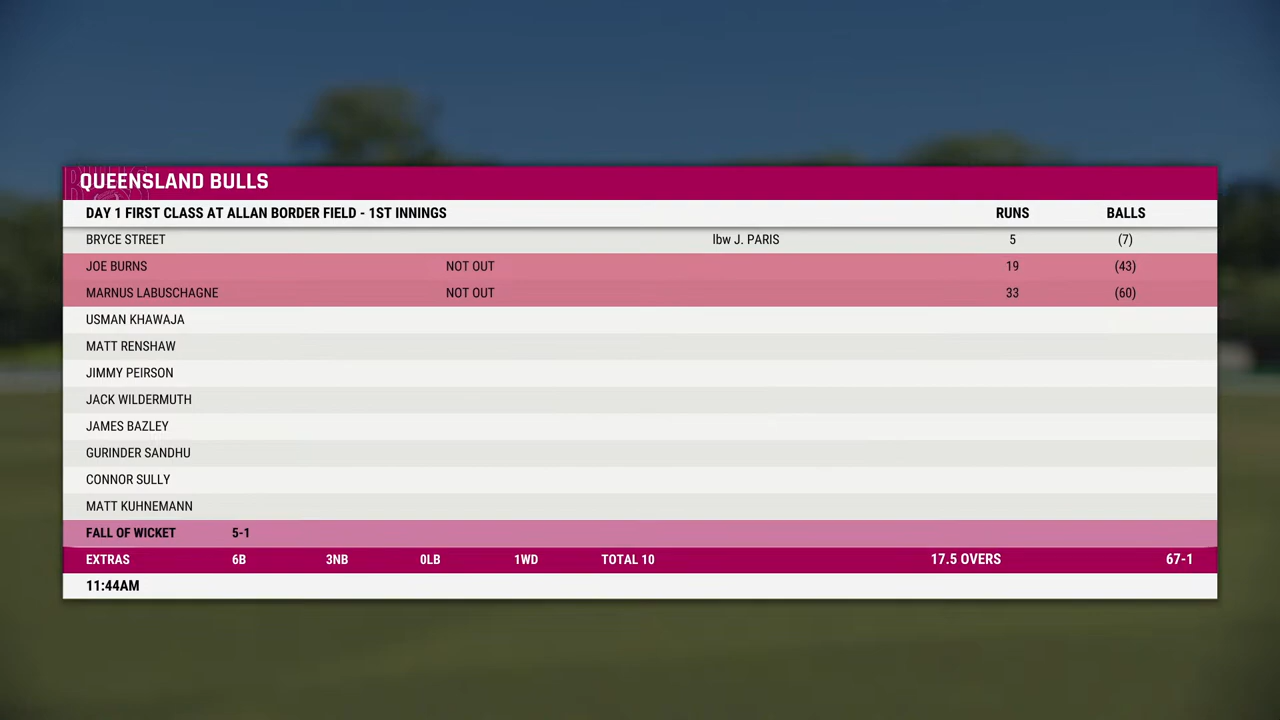 QUEENSLAND BULLS
DAY 1 FIRST CLASS AT ALLAN BORDER FIELD - 1ST INNINGS RUNS BALLS
BRYCE STREET lbw J. PARIS 5 (7)
JOE BURNS NOT OUT 19 (43)
MARNUS LABUSCHAGNE NOT OUT 33 (60)
USMAN KHAWAJA
MATT RENSHAW
JIMMY PEIRSON
JACK WILDERMUTH
JAMES BAZLEY
GURINDER SANDHU
CONNOR SULLY
MATT KUHNEMANN
FALL OF WICKET 5-1
EXTRAS 6B 3NB 0LB 1WD TOTAL 10 17.5 OVERS 67-1
11:44AM